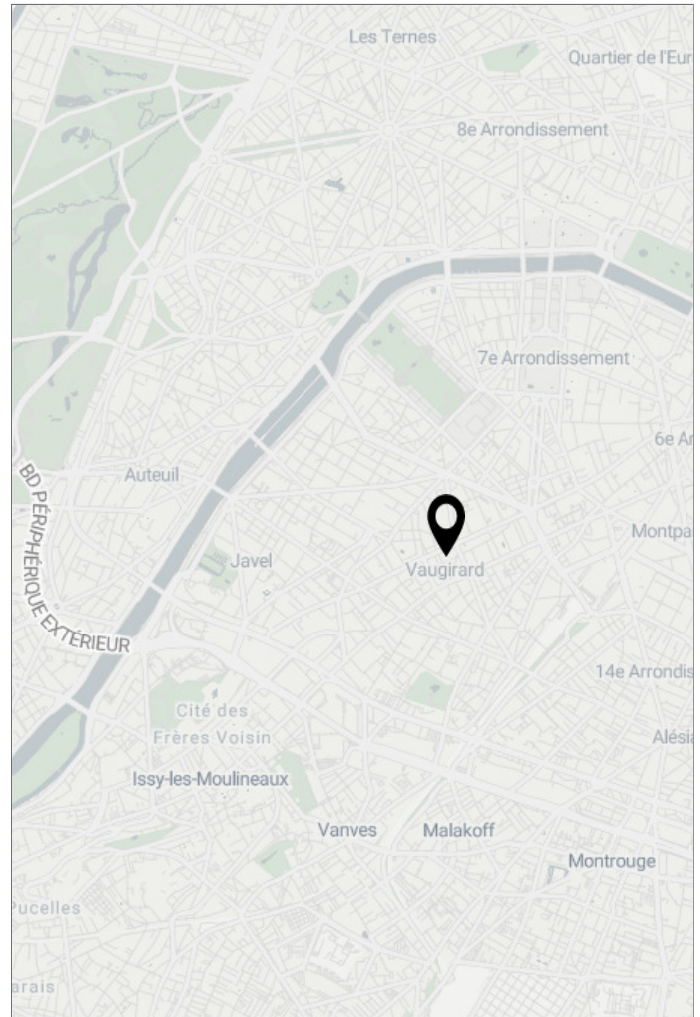 Les Ternes
Quartier de l'Eur
8e Arrondissement
7e Arrondissement
6e Ar
Auteuil
BD PÉRIPHÉRIQUE EXTÉRIEUR
Montpa
Javel
Vaugirard
14e Arrondis
Cité des
Frères Voisin
Alésia
Issy-les-Moulineaux
Vanves
Malakoff
Montrouge
Pucelles
arais